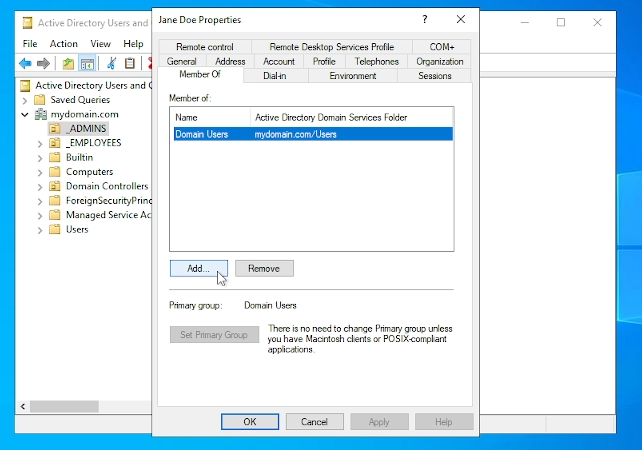 Active Directory Users and
File Action View Help
Active Directory Users and C
Saved Queries
mydomain.com
_ADMINS
_EMPLOYEES
Builtin
Computers
Domain Controllers
ForeignSecurityPrinc
Managed Service Ac
Users
Jane Doe Properties
?
Remote control Remote Desktop Services Profile COM+
General Address Account Profile Telephones Organization
Member Of Dial-in Environment Sessions
Member of:
Name Active Directory Domain Services Folder
Domain Users mydomain.com/Users
Add... Remove
Primary group: Domain Users
Set Primary Group
There is no need to change Primary group unless
you have Macintosh clients or POSIX-compliant
applications.
OK Cancel Apply Help